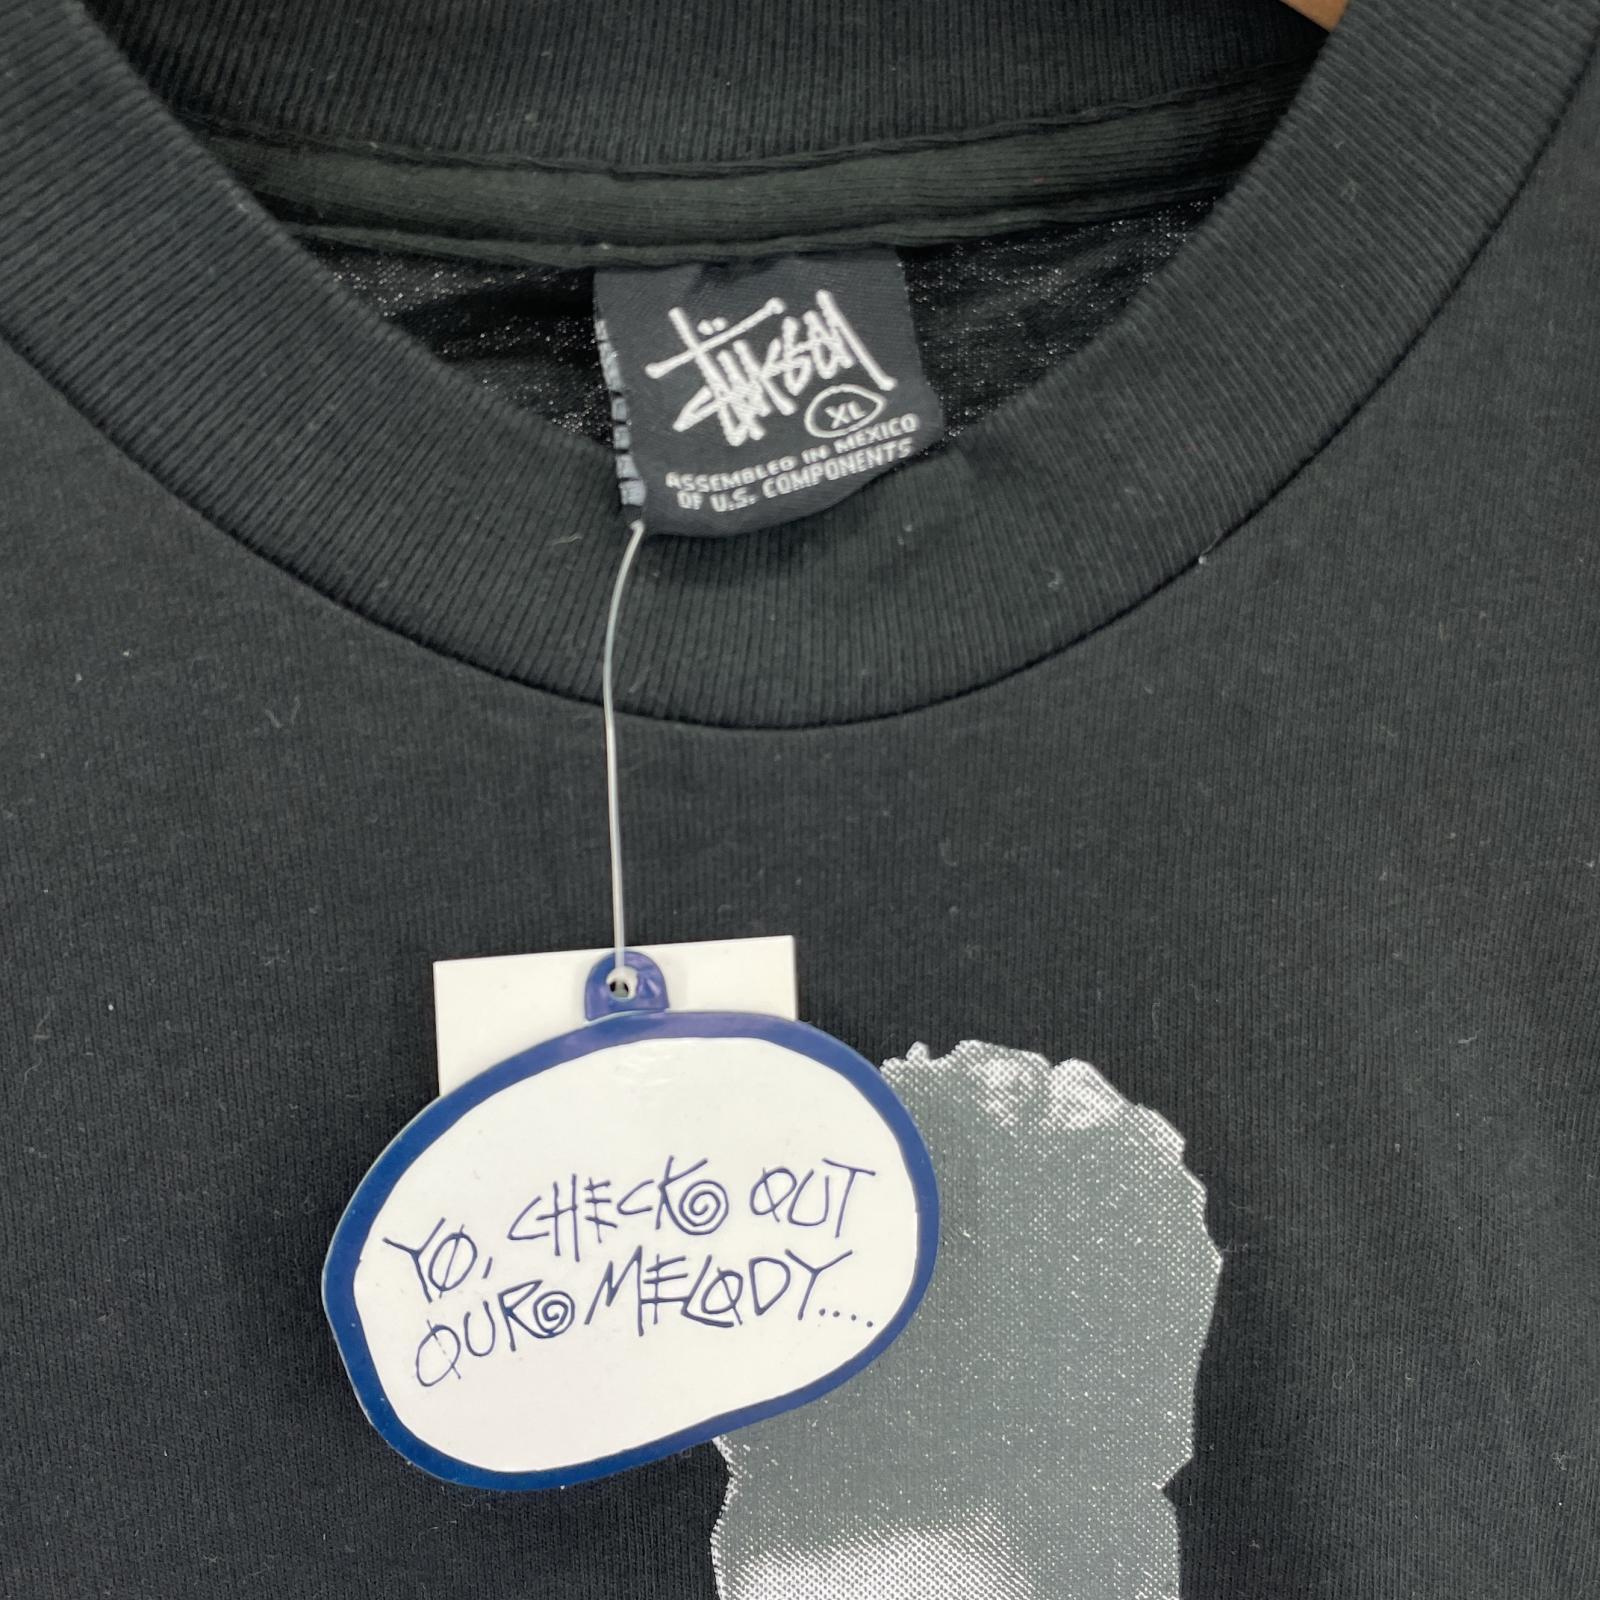 Stüssy
XL
ASSEMBLED IN MEXICO
OF U.S. COMPONENTS
YO, CHECK OUT
OUR MELODY....